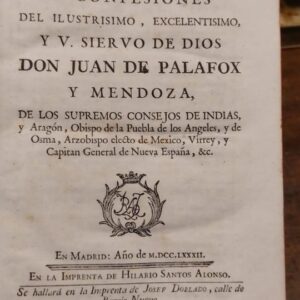 CONFESIONES
DEL ILUSTRISIMO, EXCELENTISIMO,
Y V. SIERVO DE DIOS
DON JUAN DE PALAFOX
Y MENDOZA,
DE LOS SUPREMOS CONSEJOS DE INDIAS,
y Aragón, Obispo de la Puebla de los Angeles, y de
Osma, Arzobispo electo de Mexico, Virrey, y
Capitan General de Nueva España, &c.
EN MADRID: Año de M.DCC.LXXXII.
EN LA IMPRENTA DE HILARIO SANTOS ALONSO.
Se hallará en la Imprenta de JOSEF DOBLADO, calle de